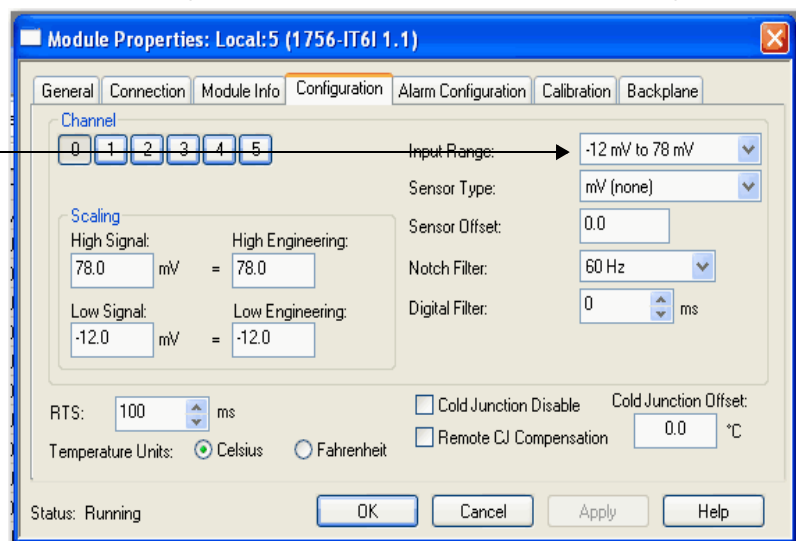 Module Properties: Local:5 (1756-IT6I 1.1)
General Connection Module Info Configuration Alarm Configuration Calibration Backplane
Channel
0 1 2 3 4 5
Input Range: -12 mV to 78 mV
Sensor Type: mV (none)
Scaling
Sensor Offset: 0.0
High Signal: High Engineering:
78.0 mV = 78.0
Notch Filter: 60 Hz
Low Signal: Low Engineering:
-12.0 mV = -12.0
Digital Filter: 0 ms
RTS: 100 ms
Cold Junction Disable
Cold Junction Offset:
0.0 °C
Remote CJ Compensation
Temperature Units: Celsius Fahrenheit
Status: Running
OK Cancel Apply Help